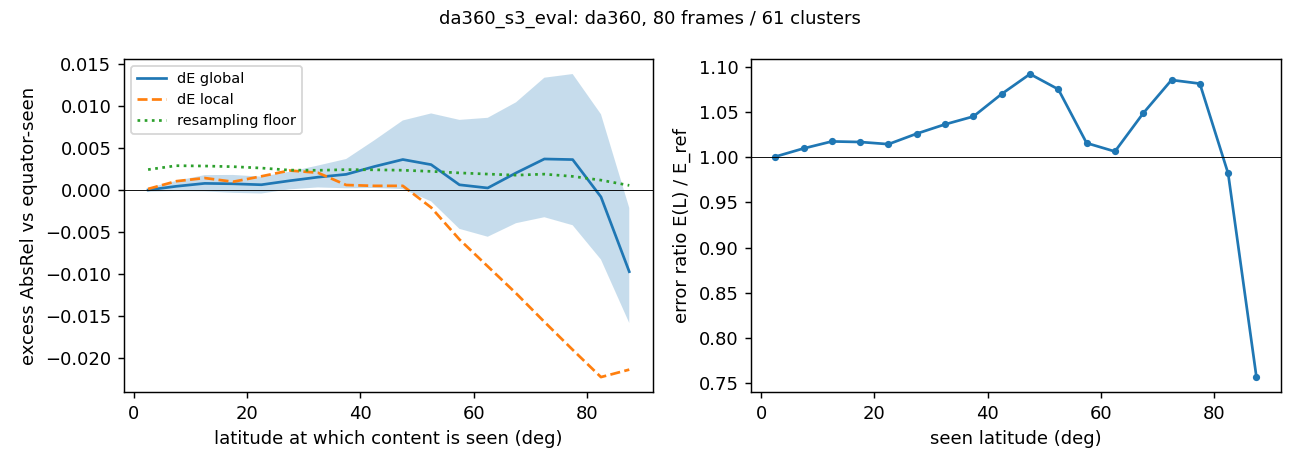 da360_s3_eval: da360, 80 frames / 61 clusters
excess AbsRel vs equator-seen
0.015
0.010
0.005
0.000
−0.005
−0.010
−0.015
−0.020
dE global
dE local
resampling floor
0 20 40 60 80
latitude at which content is seen (deg)
error ratio E(L) / E_ref
1.10
1.05
1.00
0.95
0.90
0.85
0.80
0.75
0 20 40 60 80
seen latitude (deg)